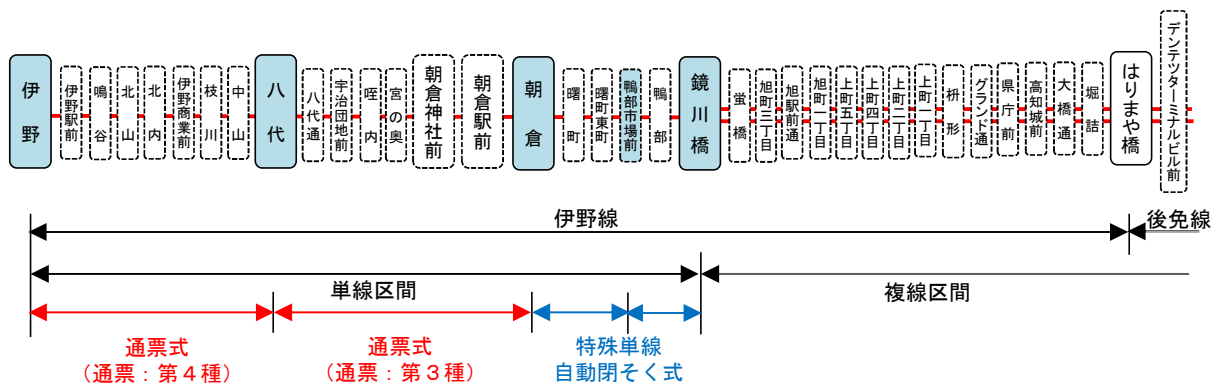 伊野
伊野駅前
鳴谷
北山
北内
伊野商業前
枝川
中山
八代
八代通
宇治団地前
咥内
宮の奥
朝倉神社前
朝倉駅前
朝倉
曙町
曙町東町
鴨部市場前
鴨部
鏡川橋
蛍橋
旭町三丁目
旭駅前通
旭町一丁目
上町五丁目
上町四丁目
上町二丁目
上町一丁目
枡形
グランド通
県庁前
高知城前
大橋通
堀詰
はりまや橋
デンテツターミナルビル前
伊野線
後免線
単線区間
複線区間
通票式
（通票：第４種）
通票式
（通票：第３種）
特殊単線
自動閉そく式